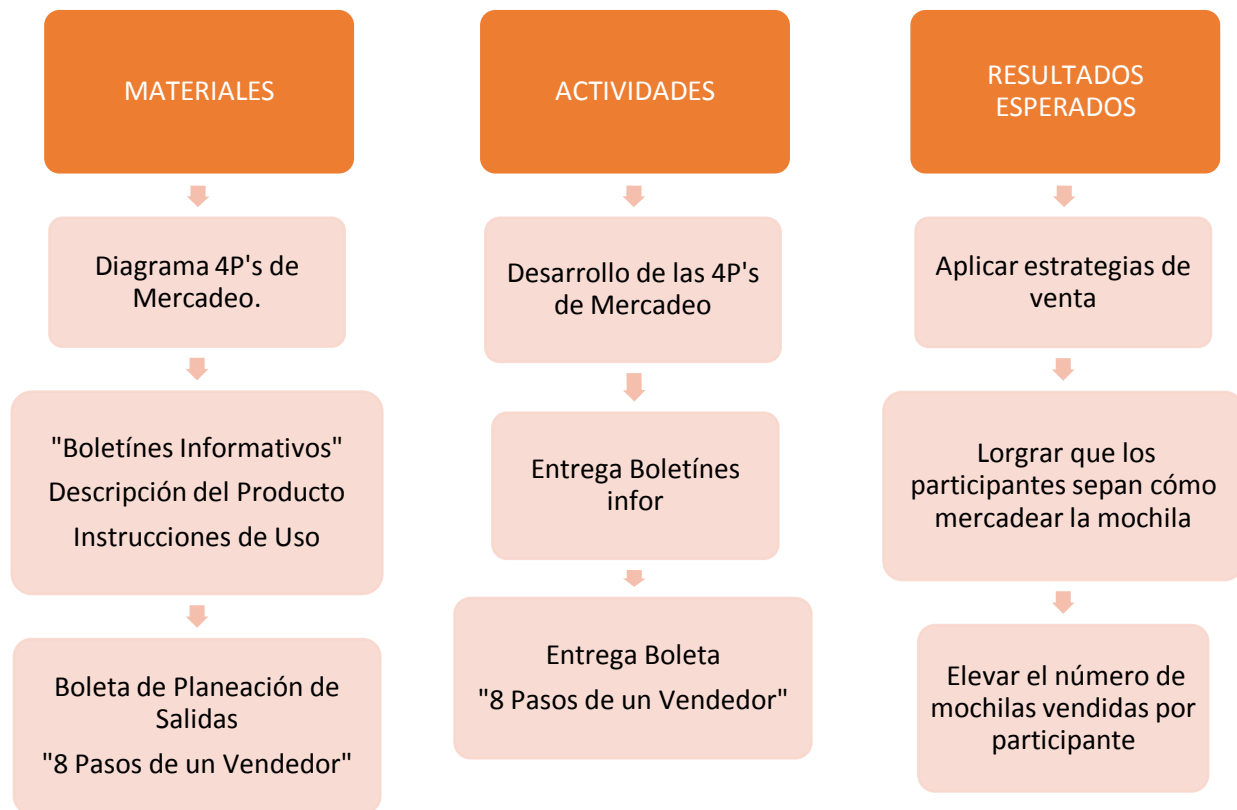 MATERIALES
Diagrama 4P's de
Mercadeo.
"Boletínes Informativos"
Descripción del Producto
Instrucciones de Uso
Boleta de Planeación de
Salidas
"8 Pasos de un Vendedor"
ACTIVIDADES
Desarrollo de las 4P's
de Mercadeo
Entrega Boletínes
infor
Entrega Boleta
"8 Pasos de un Vendedor"
RESULTADOS
ESPERADOS
Aplicar estrategias de
venta
Lorgrar que los
participantes sepan cómo
mercadear la mochila
Elevar el número de
mochilas vendidas por
participante